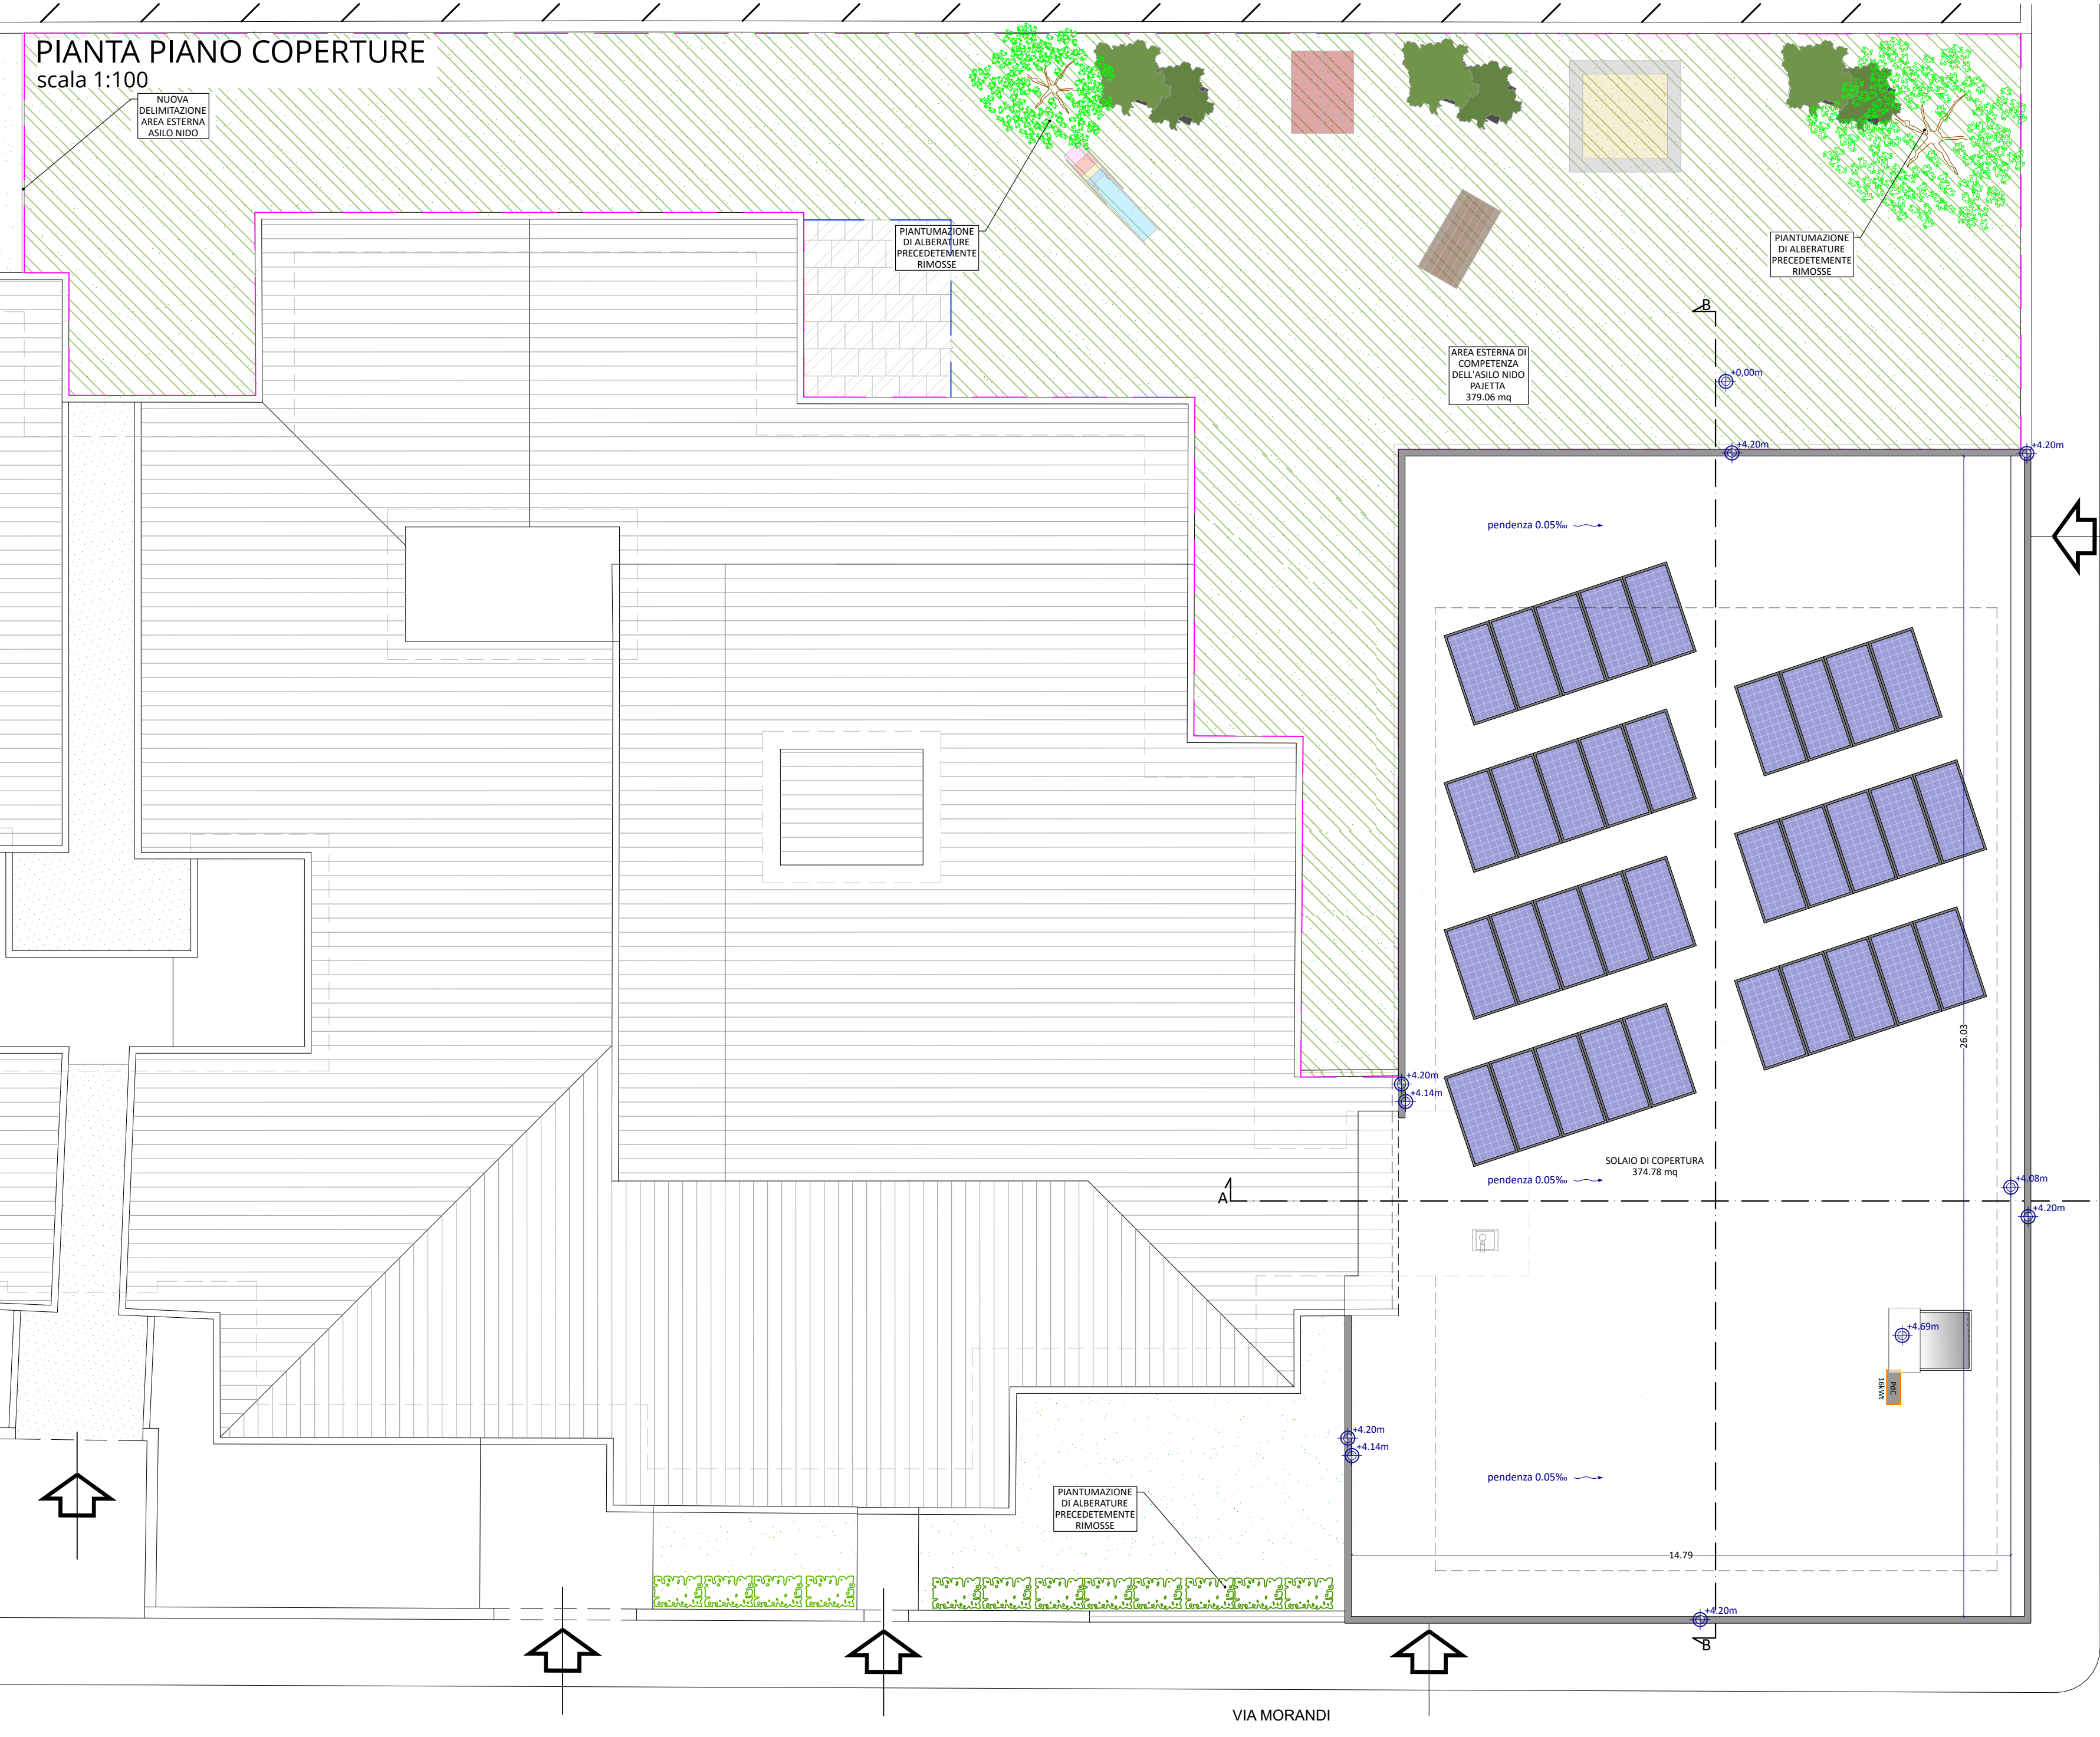 PIANTA PIANO COPERTURE
scala 1:100
NUOVA
DELIMITAZIONE
AREA ESTERNA
ASILO NIDO
PIANTUMAZIONE
DI ALBERATURE
PRECEDETEMENTE
RIMOSSE
PIANTUMAZIONE
DI ALBERATURE
PRECEDETEMENTE
RIMOSSE
B
AREA ESTERNA DI
COMPETENZA
DELL'ASILO NIDO
PAJETTA
379.06 mq
+0,00m
+4.20m
+4.20m
pendenza 0.05‰
26.03
+4.20m
+4.14m
SOLAIO DI COPERTURA
374.78 mq
pendenza 0.05‰
+4.08m
A
+4.20m
+4.69m
PdC
16kWt
+4.20m
+4.14m
pendenza 0.05‰
PIANTUMAZIONE
DI ALBERATURE
PRECEDETEMENTE
RIMOSSE
14.79
+4.20m
B
VIA MORANDI